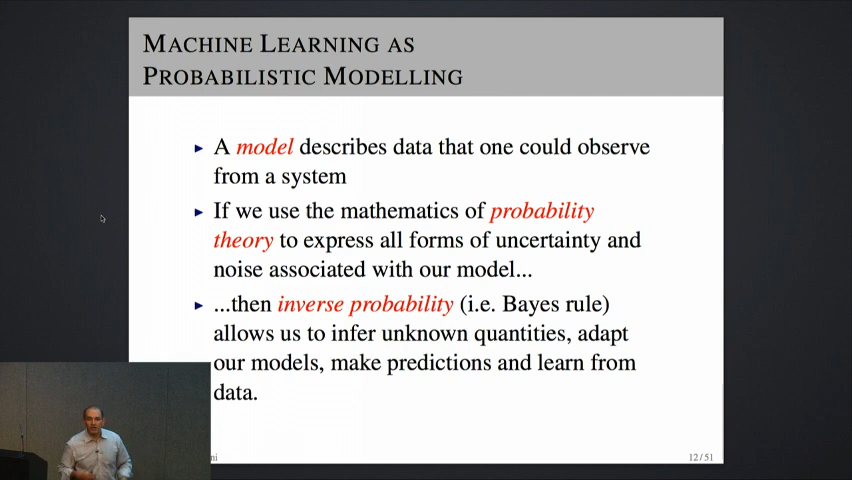 MACHINE LEARNING AS
PROBABILISTIC MODELLING
▸ A model describes data that one could observe
from a system
▸ If we use the mathematics of probability
theory to express all forms of uncertainty and
noise associated with our model...
▸ ...then inverse probability (i.e. Bayes rule)
allows us to infer unknown quantities, adapt
our models, make predictions and learn from
data.
ni
12/51